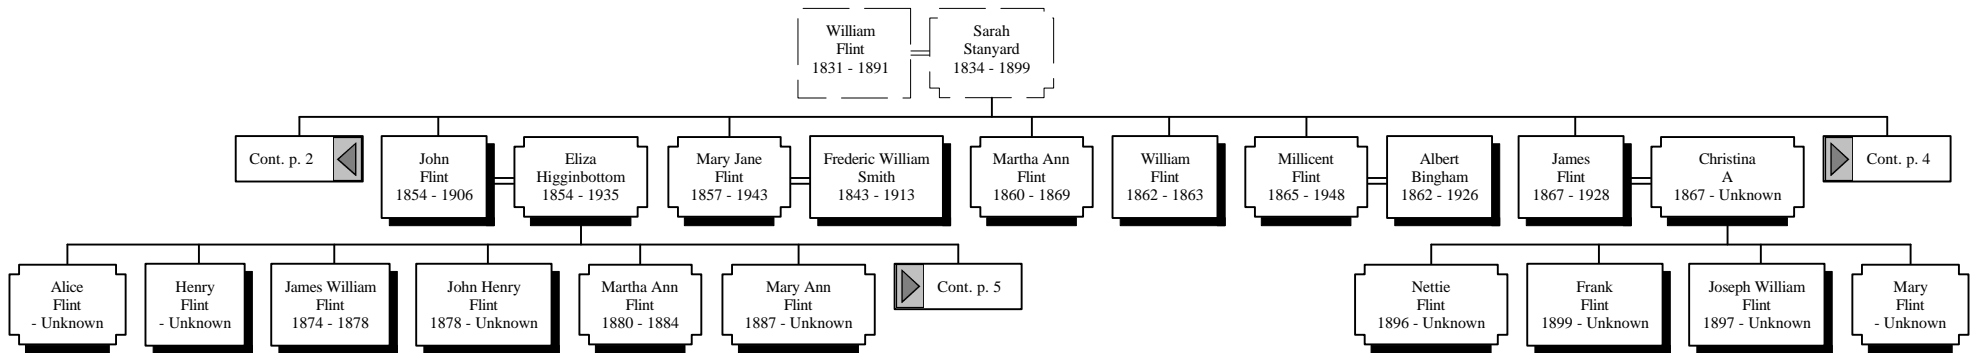 William
Flint
1831 - 1891
Sarah
Stanyard
1834 - 1899
Cont. p. 2
John
Flint
1854 - 1906
Eliza
Higginbottom
1854 - 1935
Mary Jane
Flint
1857 - 1943
Frederic William
Smith
1843 - 1913
Martha Ann
Flint
1860 - 1869
William
Flint
1862 - 1863
Millicent
Flint
1865 - 1948
Albert
Bingham
1862 - 1926
James
Flint
1867 - 1928
Christina
A
1867 - Unknown
Cont. p. 4
Alice
Flint
- Unknown
Henry
Flint
- Unknown
James William
Flint
1874 - 1878
John Henry
Flint
1878 - Unknown
Martha Ann
Flint
1880 - 1884
Mary Ann
Flint
1887 - Unknown
Cont. p. 5
Nettie
Flint
1896 - Unknown
Frank
Flint
1899 - Unknown
Joseph William
Flint
1897 - Unknown
Mary
Flint
- Unknown